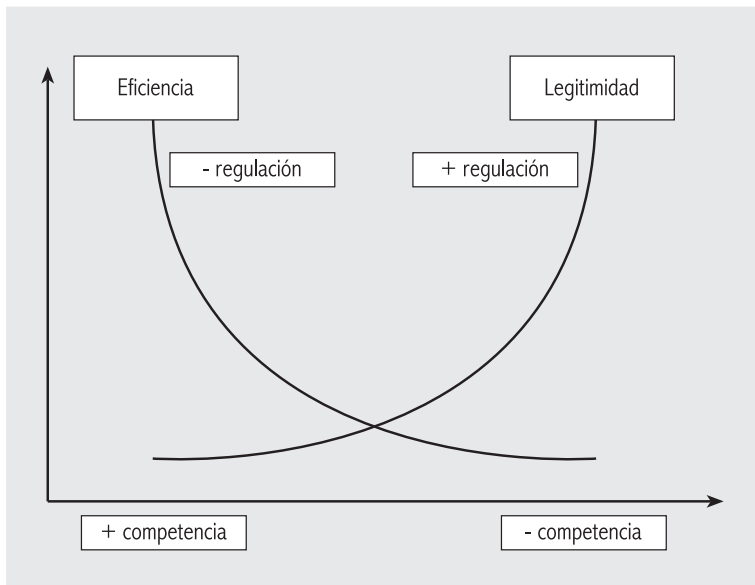 Eficiencia
Legitimidad
- regulación
+ regulación
+ competencia
- competencia